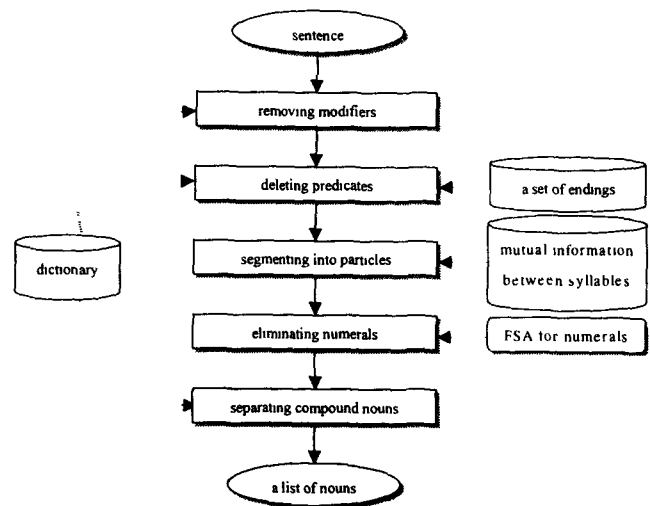 sentence
removing modifiers
deleting predicates
a set of endings
dictionary
segmenting into particles
mutual information
between syllables
eliminating numerals
FSA for numerals
separating compound nouns
a list of nouns